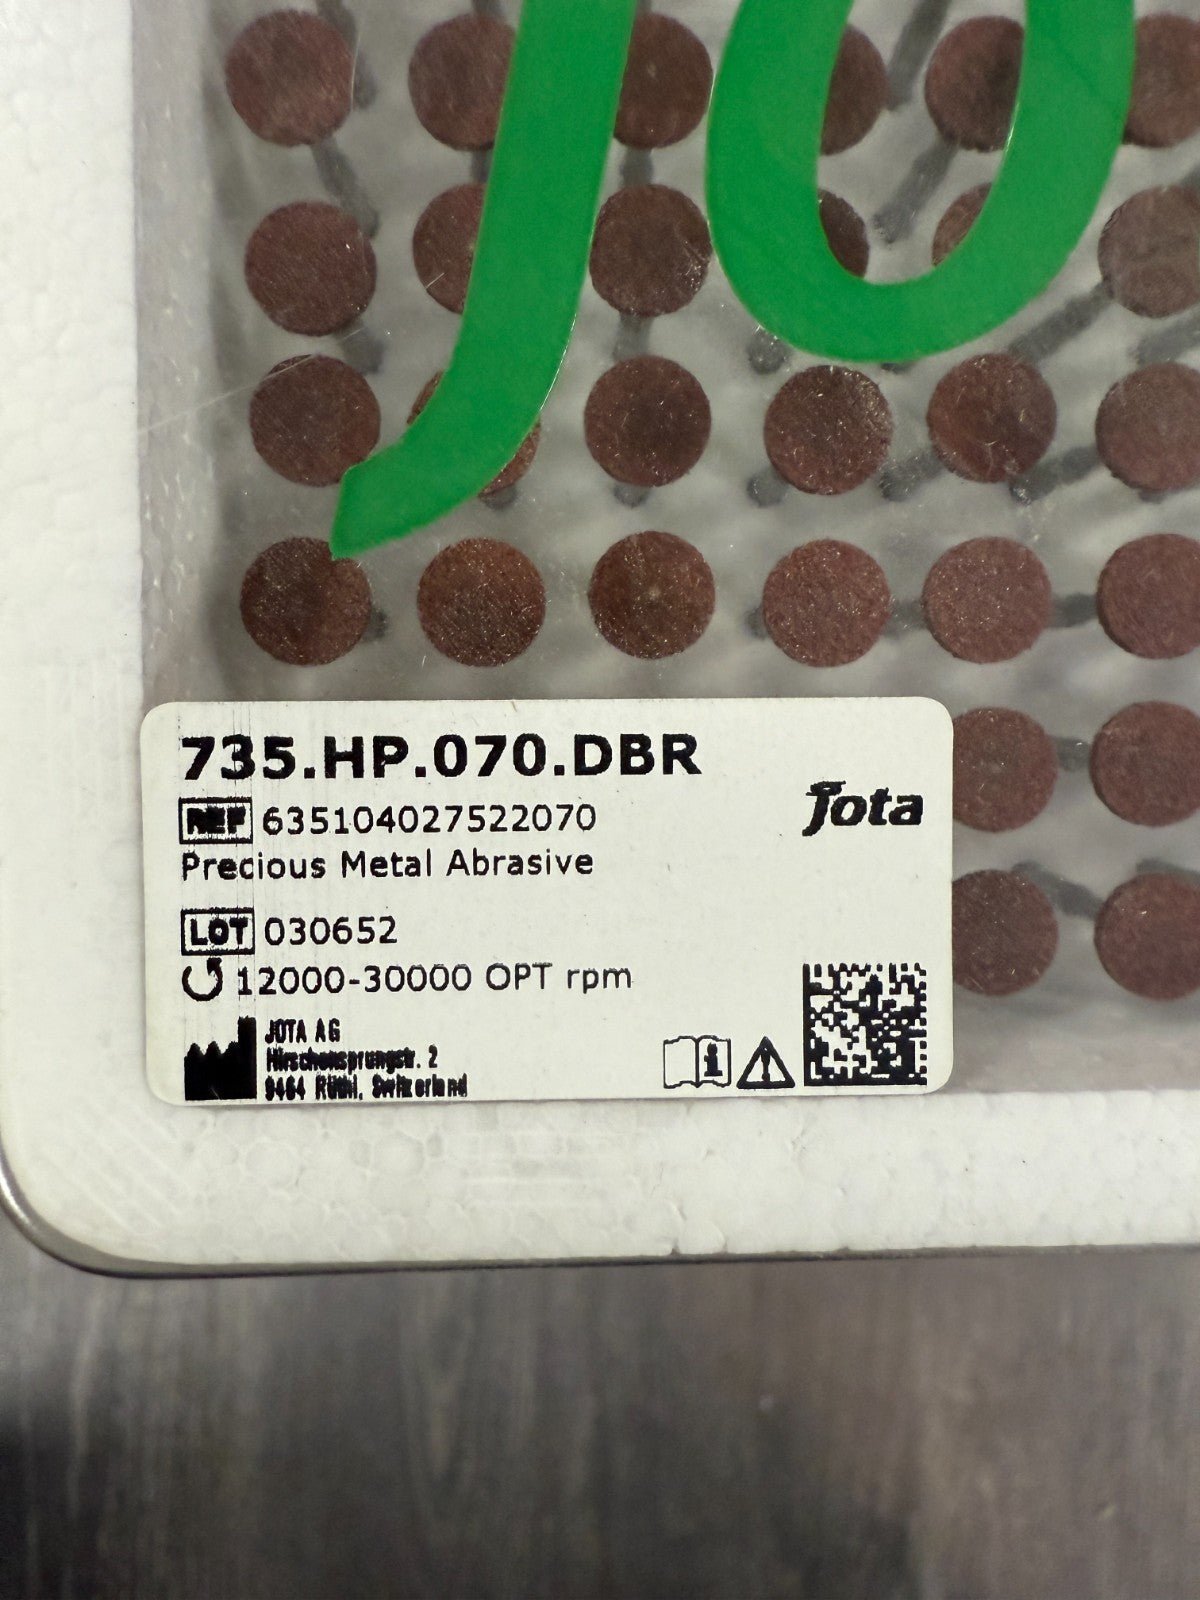 jo
735.HP.070.DBR
REF 635104027522070
jota
Precious Metal Abrasive
LOT 030652
12000-30000 OPT rpm
JOTA AG
Hirschensprungstr. 2
9464 Rüthi, Switzerland